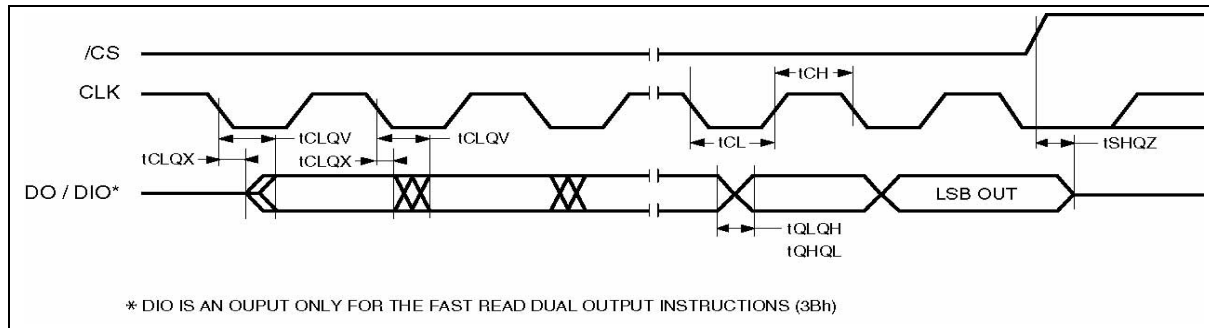 /CS
CLK
tCH
tCLQV
tCLQV
tCL
tCLQX
tCLQX
tSHQZ
DO / DIO*
LSB OUT
tQLQH
tQHQL
* DIO IS AN OUPUT ONLY FOR THE FAST READ DUAL OUTPUT INSTRUCTIONS (3Bh)